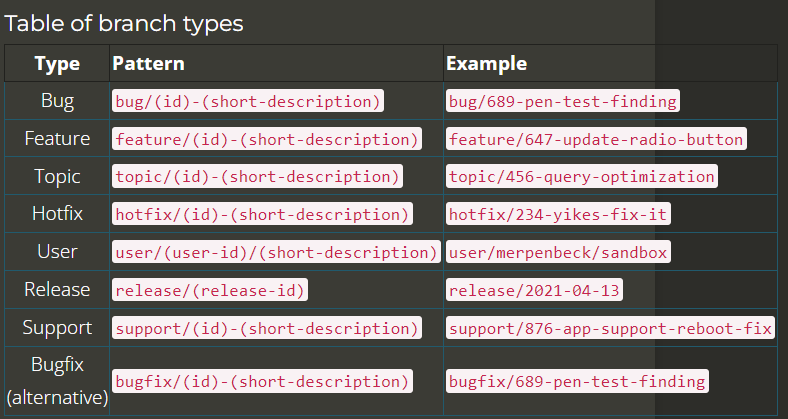 Table of branch types
Type Pattern Example
Bug bug/(id)-(short-description) bug/689-pen-test-finding
Feature feature/(id)-(short-description) feature/647-update-radio-button
Topic topic/(id)-(short-description) topic/456-query-optimization
Hotfix hotfix/(id)-(short-description) hotfix/234-yikes-fix-it
User user/(user-id)/(short-description) user/merpenbeck/sandbox
Release release/(release-id) release/2021-04-13
Support support/(id)-(short-description) support/876-app-support-reboot-fix
Bugfix
(alternative) bugfix/(id)-(short-description) bugfix/689-pen-test-finding